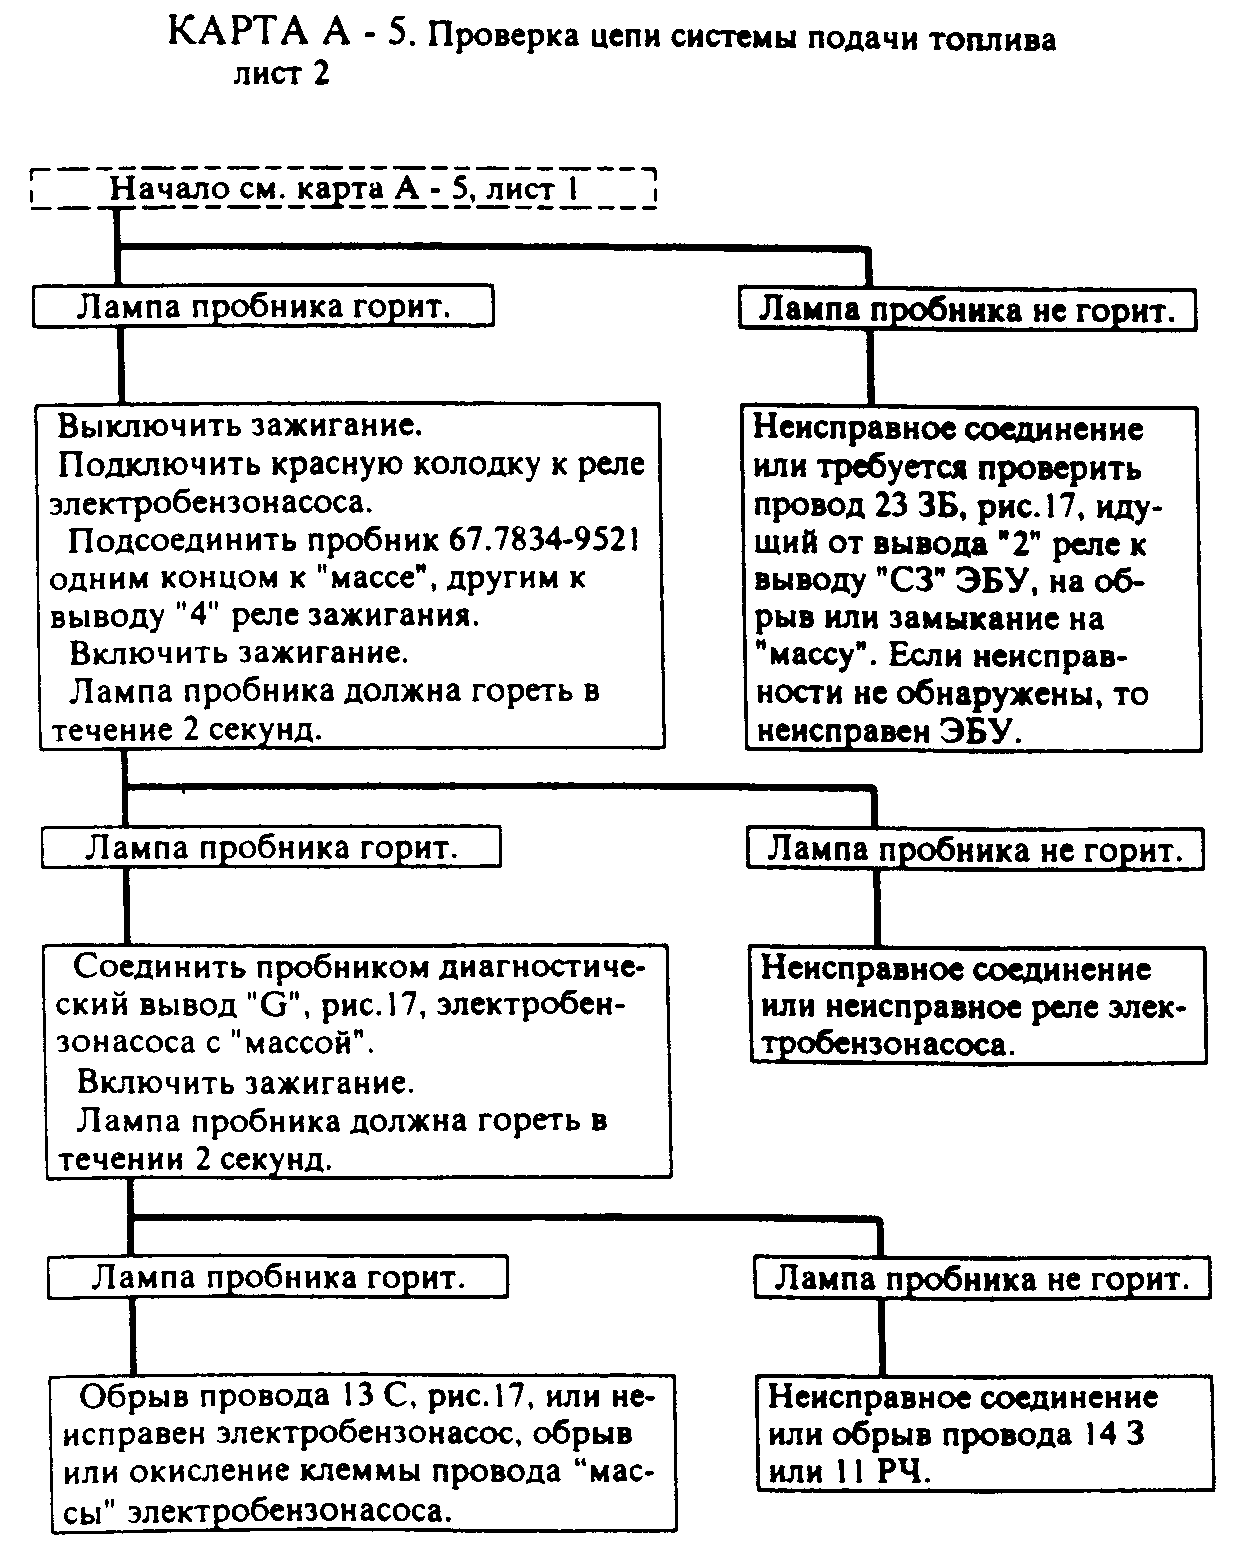 КАРТА А - 5. Проверка цепи системы подачи топлива
лист 2
Начало см. карта А - 5, лист 1
Лампа пробника горит.
Лампа пробника не горит.
Выключить зажигание.
Подключить красную колодку к реле
электробензонасоса.
Подсоединить пробник 67.7834-9521
одним концом к "массе", другим к
выводу "4" реле зажигания.
Включить зажигание.
Лампа пробника должна гореть в
течение 2 секунд.
Неисправное соединение
или требуется проверить
провод 23 ЗБ, рис.17, иду-
щий от вывода "2" реле к
выводу "С3" ЭБУ, на об-
рыв или замыкание на
"массу". Если неисправ-
ности не обнаружены, то
неисправен ЭБУ.
Лампа пробника горит.
Лампа пробника не горит.
Соединить пробником диагностиче-
ский вывод "G", рис.17, электробен-
зонасоса с "массой".
Включить зажигание.
Лампа пробника должна гореть в
течении 2 секунд.
Неисправное соединение
или неисправное реле элек-
тробензонасоса.
Лампа пробника горит.
Лампа пробника не горит.
Обрыв провода 13 С, рис.17, или не-
исправен электробензонасос, обрыв
или окисление клеммы провода "мас-
сы" электробензонасоса.
Неисправное соединение
или обрыв провода 14 З
или 11 РЧ.